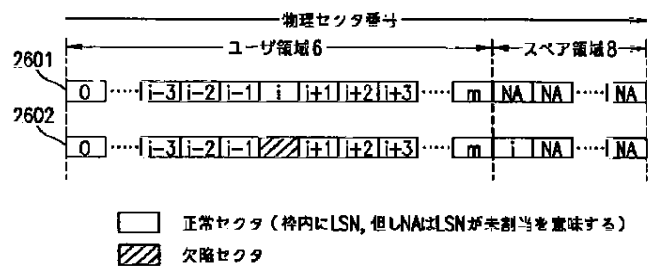 物理セクタ番号
ユーザ領域6 スペア領域8
2601
0 ‥‥‥ i-3 i-2 i-1 i i+1 i+2 i+3 ‥‥‥ m NA NA ‥‥‥ NA
2602
0 ‥‥‥ i-3 i-2 i-1 i+1 i+2 i+3 ‥‥‥ m i NA ‥‥‥ NA
正常セクタ(枠内にLSN, 但しNAはLSNが未割当を意味する)
欠陥セクタ